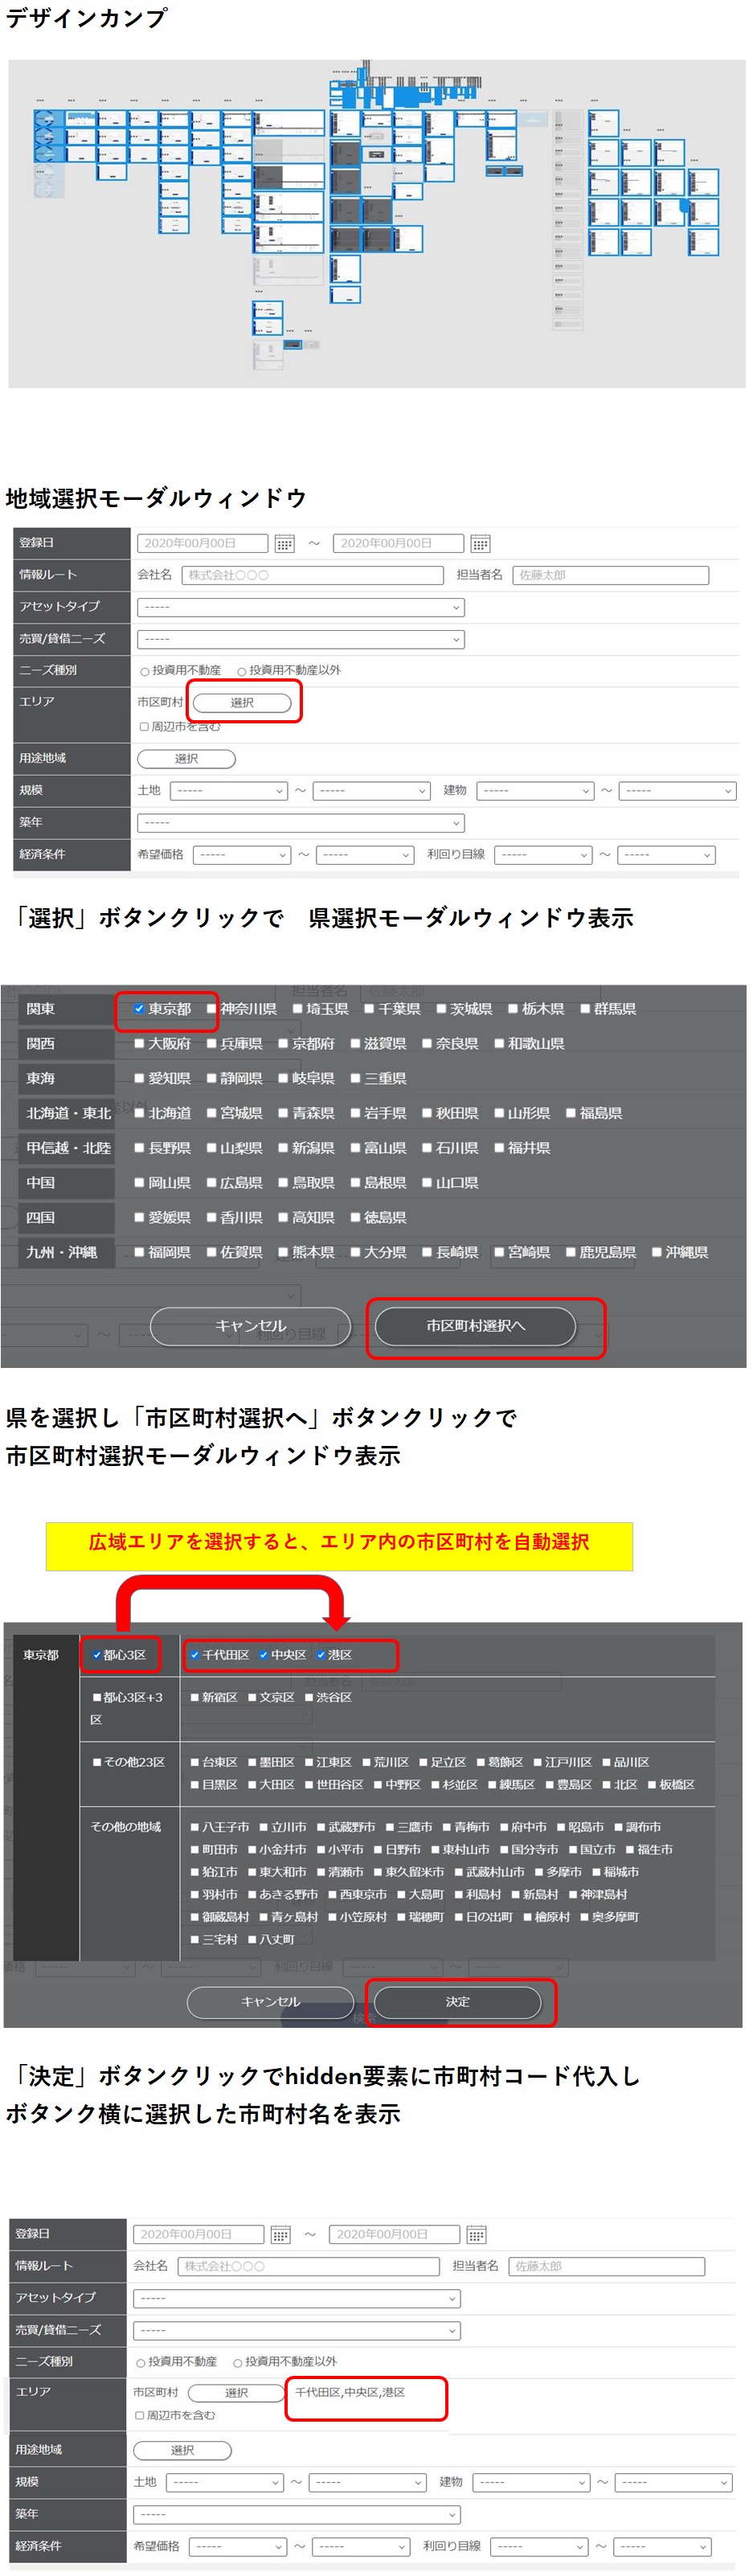 デザインカンプ
地域選択モーダルウィンドウ
登録日 2020年00月00日 ～ 2020年00月00日
情報ルート 会社名 株式会社〇〇〇 担当者名 佐藤太郎
アセットタイプ -----
売買/賃借ニーズ -----
ニーズ種別 投資用不動産 投資用不動産以外
エリア 市区町村 選択
周辺市を含む
用途地域 選択
規模 土地 ----- ～ ----- 建物 ----- ～ -----
築年 -----
経済条件 希望価格 ----- ～ ----- 利回り目線 ----- ～ -----
「選択」ボタンクリックで 県選択モーダルウィンドウ表示
担当者名 佐藤太郎
関東 東京都 神奈川県 埼玉県 千葉県 茨城県 栃木県 群馬県
関西 大阪府 兵庫県 京都府 滋賀県 奈良県 和歌山県
東海 愛知県 静岡県 岐阜県 三重県
北海道・東北 北海道 宮城県 青森県 岩手県 秋田県 山形県 福島県
甲信越・北陸 長野県 山梨県 新潟県 富山県 石川県 福井県
中国 岡山県 広島県 鳥取県 島根県 山口県
四国 愛媛県 香川県 高知県 徳島県
九州・沖縄 福岡県 佐賀県 熊本県 大分県 長崎県 宮崎県 鹿児島県 沖縄県
キャンセル 市区町村選択へ
利回り目線
県を選択し「市区町村選択へ」ボタンクリックで
市区町村選択モーダルウィンドウ表示
広域エリアを選択すると、エリア内の市区町村を自動選択
東京都 都心3区 千代田区 中央区 港区
担当者名 佐藤太郎
都心3区+3区 新宿区 文京区 渋谷区
その他23区 台東区 墨田区 江東区 荒川区 足立区 葛飾区 江戸川区 品川区
目黒区 大田区 世田谷区 中野区 杉並区 練馬区 豊島区 北区 板橋区
その他の地域 八王子市 立川市 武蔵野市 三鷹市 青梅市 府中市 昭島市 調布市
町田市 小金井市 小平市 日野市 東村山市 国分寺市 国立市 福生市
狛江市 東大和市 清瀬市 東久留米市 武蔵村山市 多摩市 稲城市
羽村市 あきる野市 西東京市 大島町 利島村 新島村 神津島村
御蔵島村 青ヶ島村 小笠原村 瑞穂町 日の出町 檜原村 奥多摩町
三宅村 八丈町
価格 ----- ～ ----- 利回り目線 ----- ～ -----
キャンセル 決定
検索
「決定」ボタンクリックでhidden要素に市町村コード代入し
ボタンク横に選択した市町村名を表示
登録日 2020年00月00日 ～ 2020年00月00日
情報ルート 会社名 株式会社〇〇〇 担当者名 佐藤太郎
アセットタイプ -----
売買/賃借ニーズ -----
ニーズ種別 投資用不動産 投資用不動産以外
エリア 市区町村 選択 千代田区,中央区,港区
周辺市を含む
用途地域 選択
規模 土地 ----- ～ ----- 建物 ----- ～ -----
築年 -----
経済条件 希望価格 ----- ～ ----- 利回り目線 ----- ～ -----